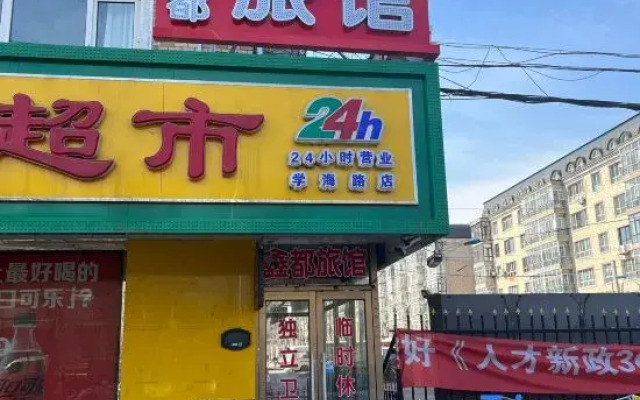 都旅馆
超市
24h
24小时营业
学海路店
鑫都旅馆
最好喝的
可乐」?
独立卫
临时休
好《人才新政3